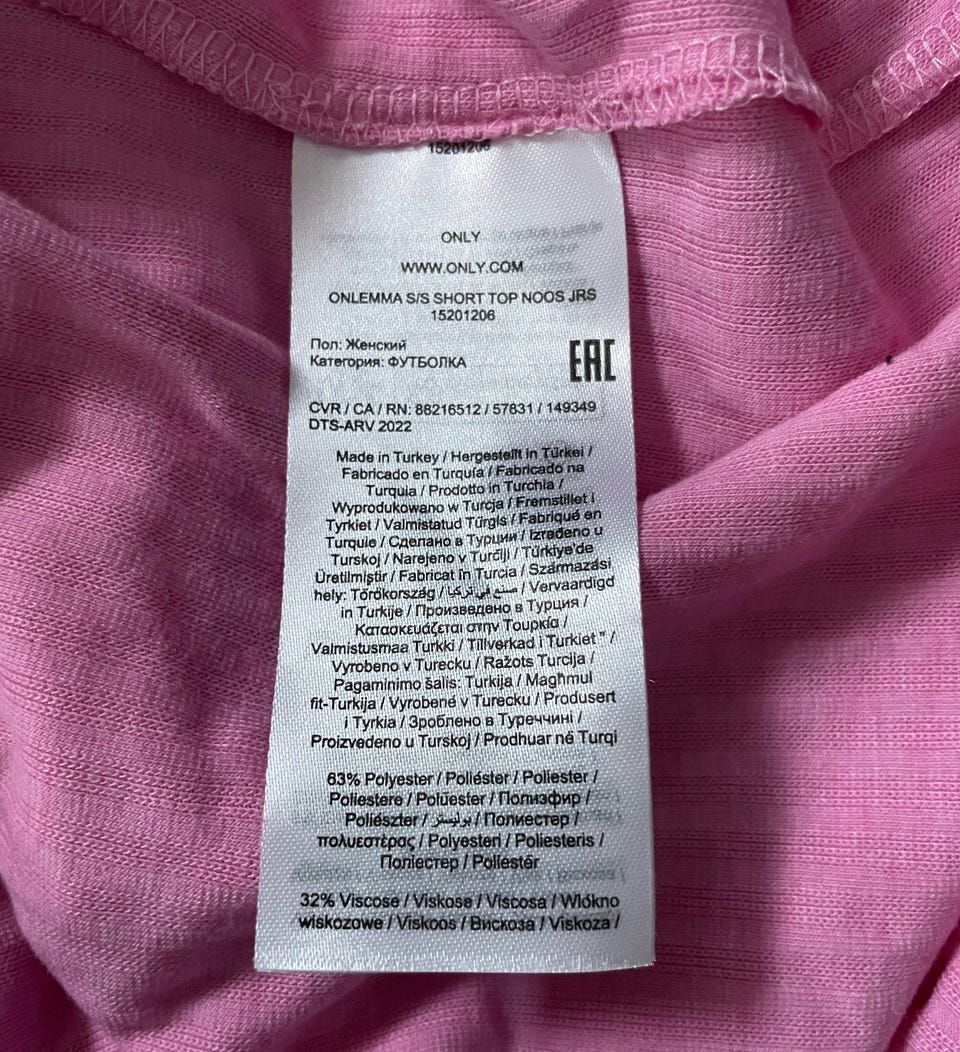 15201206
ONLY
WWW.ONLY.COM
ONLEMMA S/S SHORT TOP NOOS JRS
15201206
Пол: Женский
Категория: ФУТБОЛКА
EAC
CVR / CA / RN: 88216512 / 57831 / 149349
DTS-ARV 2022
Made in Turkey / Hergestellt in Türkei /
Fabricado en Turquía / Fabricado na
Turquia / Prodotto in Turchia /
Wyprodukowano w Turcja / Fremstillet i
Tyrkiet / Valmistatud Türgis / Fabriqué en
Turquie / Сделано в Турции / Izrađeno u
Turskoj / Narejeno v Turčiji / Türkiye'de
Üretilmiştir / Fabricat în Turcia / Származási
hely: Törökország / صنع في تركيا / Vervaardigd
in Turkije / Произведено в Турция /
Κατασκευάζεται στην Τουρκία /
Valmistusmaa Turkki / Tillverkad i Turkiet " /
Vyrobeno v Turecku / Ražots Turcija /
Pagaminimo šalis: Turkija / Magħmul
fit-Turkija / Vyrobené v Turecku / Produsert
i Tyrkia / Зроблено в Туреччині /
Proizvedeno u Turskoj / Prodhuar në Turqi
63% Polyester / Poliéster / Poliester /
Poliestere / Polüester / Полиэфир /
Poliészter / بوليستر / Полиестер /
πολυεστέρας / Polyesteri / Poliesteris /
Поліестер / Poliestër
32% Viscose / Viskose / Viscosa / Włókno
wiskozowe / Viskoos / Вискоза / Viskoza /